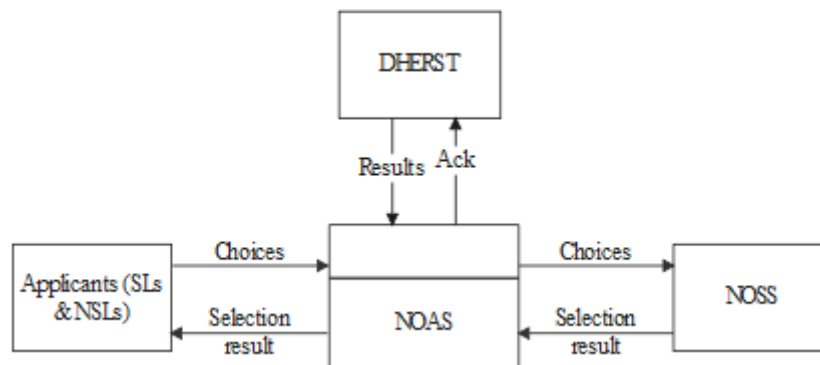 DHERST
Results
Ack
Choices
Choices
Applicants (SLs
& NSLs)
NOAS
NOSS
Selection
result
Selection
result